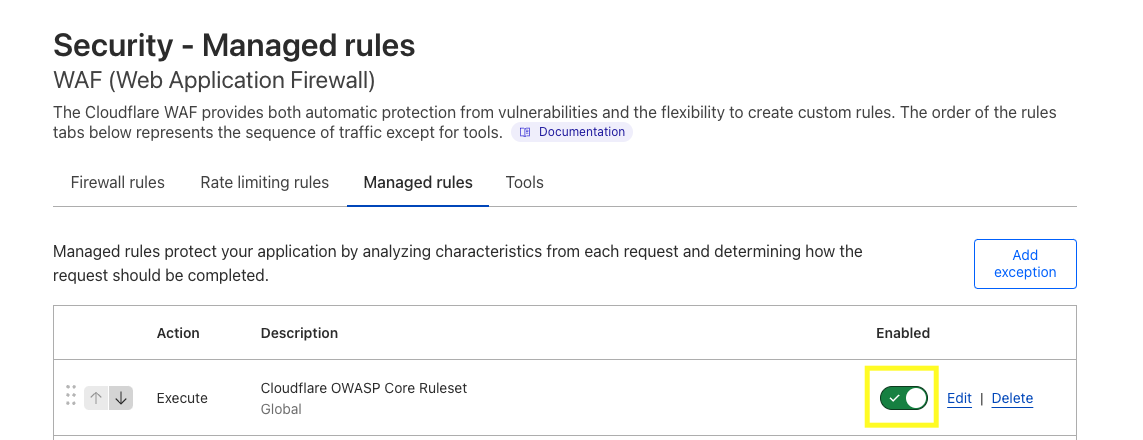 Security - Managed rules
WAF (Web Application Firewall)
The Cloudflare WAF provides both automatic protection from vulnerabilities and the flexibility to create custom rules. The order of the rules
tabs below represents the sequence of traffic except for tools. Documentation
Firewall rules Rate limiting rules Managed rules Tools
Managed rules protect your application by analyzing characteristics from each request and determining how the
request should be completed.
Add
exception
Action Description Enabled
Execute Cloudflare OWASP Core Ruleset Edit | Delete
Global